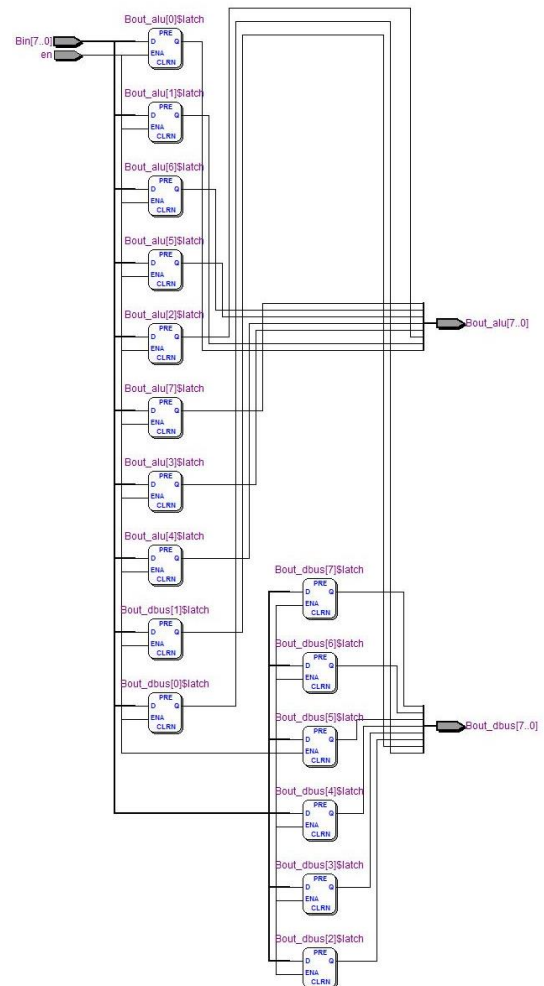 Bin[7..0]
en
Bout_alu[0]$latch
PRE
D Q
ENA
CLRN
Bout_alu[1]$latch
PRE
D Q
ENA
CLRN
Bout_alu[6]$latch
PRE
D Q
ENA
CLRN
Bout_alu[5]$latch
PRE
D Q
ENA
CLRN
Bout_alu[2]$latch
PRE
D Q
ENA
CLRN
Bout_alu[7]$latch
PRE
D Q
ENA
CLRN
Bout_alu[3]$latch
PRE
D Q
ENA
CLRN
Bout_alu[4]$latch
PRE
D Q
ENA
CLRN
Bout_dbus[1]$latch
PRE
D Q
ENA
CLRN
Bout_dbus[0]$latch
PRE
D Q
ENA
CLRN
Bout_dbus[7]$latch
PRE
D Q
ENA
CLRN
Bout_dbus[6]$latch
PRE
D Q
ENA
CLRN
Bout_dbus[5]$latch
PRE
D Q
ENA
CLRN
Bout_dbus[4]$latch
PRE
D Q
ENA
CLRN
Bout_dbus[3]$latch
PRE
D Q
ENA
CLRN
Bout_dbus[2]$latch
PRE
D Q
ENA
CLRN
Bout_alu[7..0]
Bout_dbus[7..0]